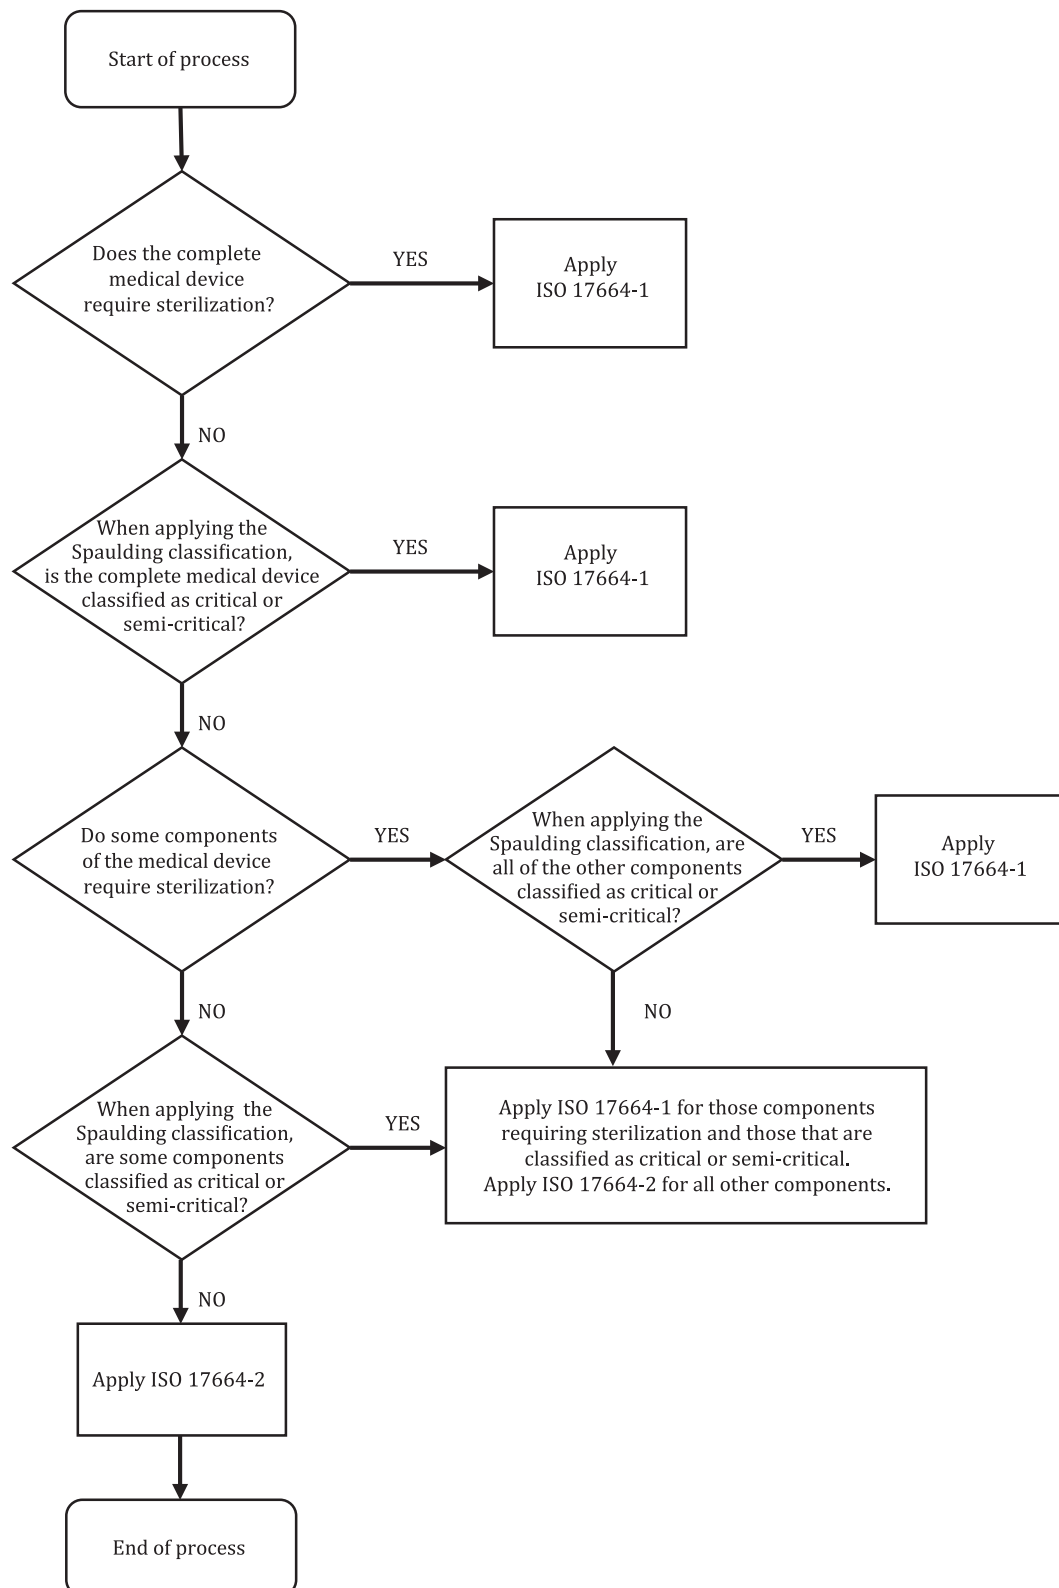 Start of process
Does the complete
medical device
require sterilization?
YES
Apply
ISO 17664-1
NO
When applying the
Spaulding classification,
is the complete medical device
classified as critical or
semi-critical?
YES
Apply
ISO 17664-1
NO
Do some components
of the medical device
require sterilization?
YES
When applying the
Spaulding classification, are
all of the other components
classified as critical or
semi-critical?
YES
Apply
ISO 17664-1
NO
NO
When applying the
Spaulding classification,
are some components
classified as critical or
semi-critical?
YES
Apply ISO 17664-1 for those components
requiring sterilization and those that are
classified as critical or semi-critical.
Apply ISO 17664-2 for all other components.
NO
Apply ISO 17664-2
End of process